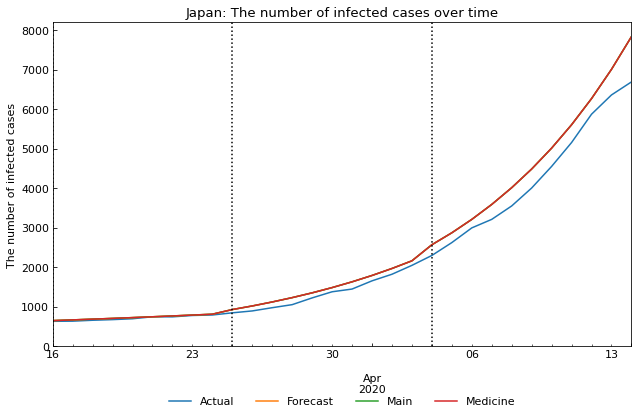 Japan: The number of infected cases over time
The number of infected cases
8000
7000
6000
5000
4000
3000
2000
1000
0
16 23 30 06 13
Apr
2020
Actual Forecast Main Medicine